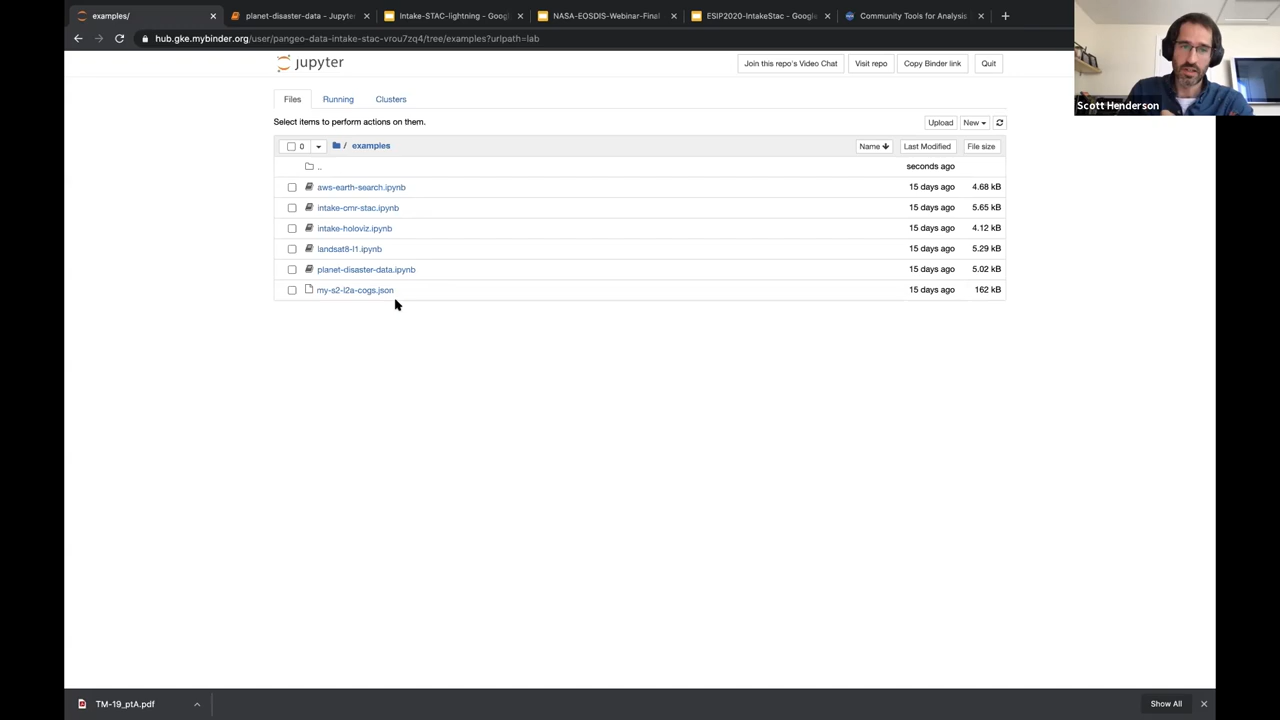 examples/
planet-disaster-data - Jupyte
Intake-STAC-lightning - Googl
NASA-EOSDIS-Webinar-Final
ESIP2020-IntakeStac - Google
Community Tools for Analysis
hub.gke.mybinder.org/user/pangeo-data-intake-stac-vrou7zq4/tree/examples?urlpath=lab
jupyter
Join this repo's Video Chat
Visit repo
Copy Binder link
Quit
Scott Henderson
Files
Running
Clusters
Select items to perform actions on them.
Upload
New
0
/ examples
Name
Last Modified
File size
..
seconds ago
aws-earth-search.ipynb 15 days ago 4.68 kB
intake-cmr-stac.ipynb 15 days ago 5.65 kB
intake-holoviz.ipynb 15 days ago 4.12 kB
landsat8-l1.ipynb 15 days ago 5.29 kB
planet-disaster-data.ipynb 15 days ago 5.02 kB
my-s2-l2a-cogs.json 15 days ago 162 kB
TM-19_ptA.pdf
Show All